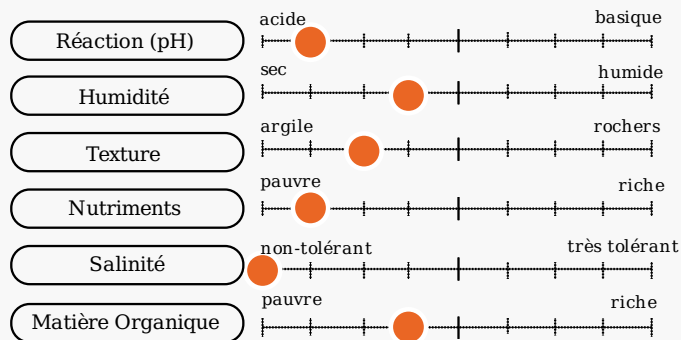 acide basique
Réaction (pH)
sec humide
Humidité
argile rochers
Texture
pauvre riche
Nutriments
non-tolérant très tolérant
Salinité
pauvre riche
Matière Organique